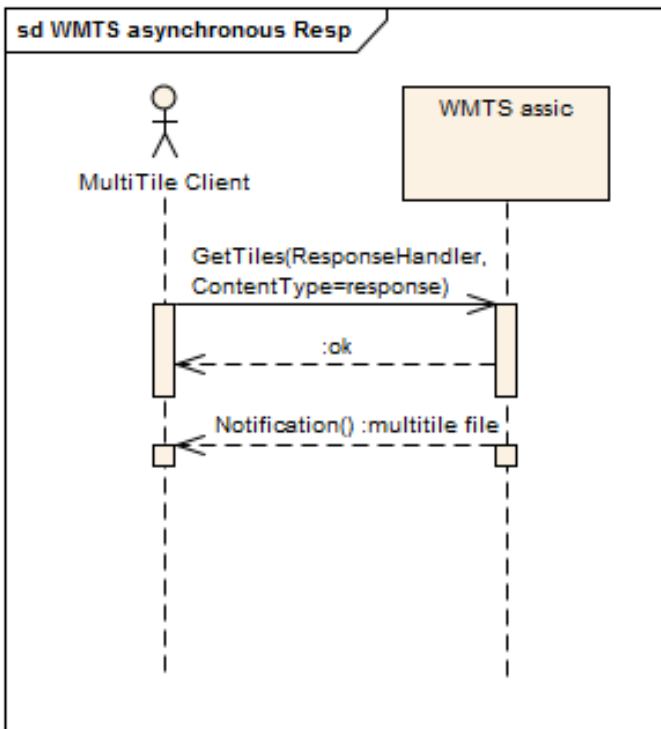 sd WMTS asynchronous Resp
MultiTile Client
WMTS assic
GetTiles(ResponseHandler,
ContentType=response)
:ok
Notification() :multitile file